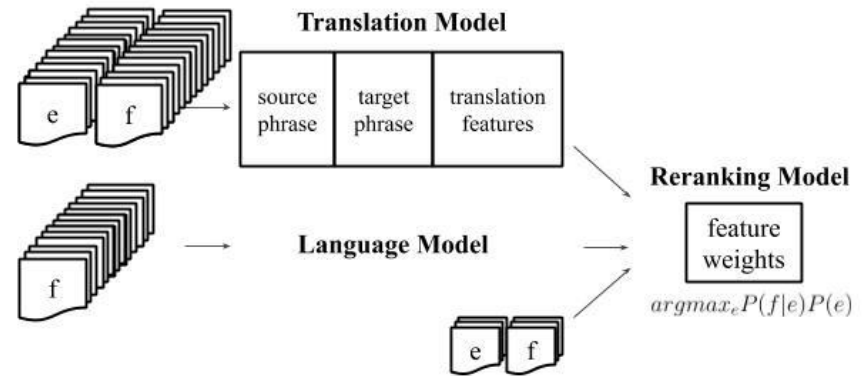 Translation Model
e
f
source phrase
target phrase
translation features
Reranking Model
f
Language Model
feature weights
argmax_e P(f|e)P(e)
e
f